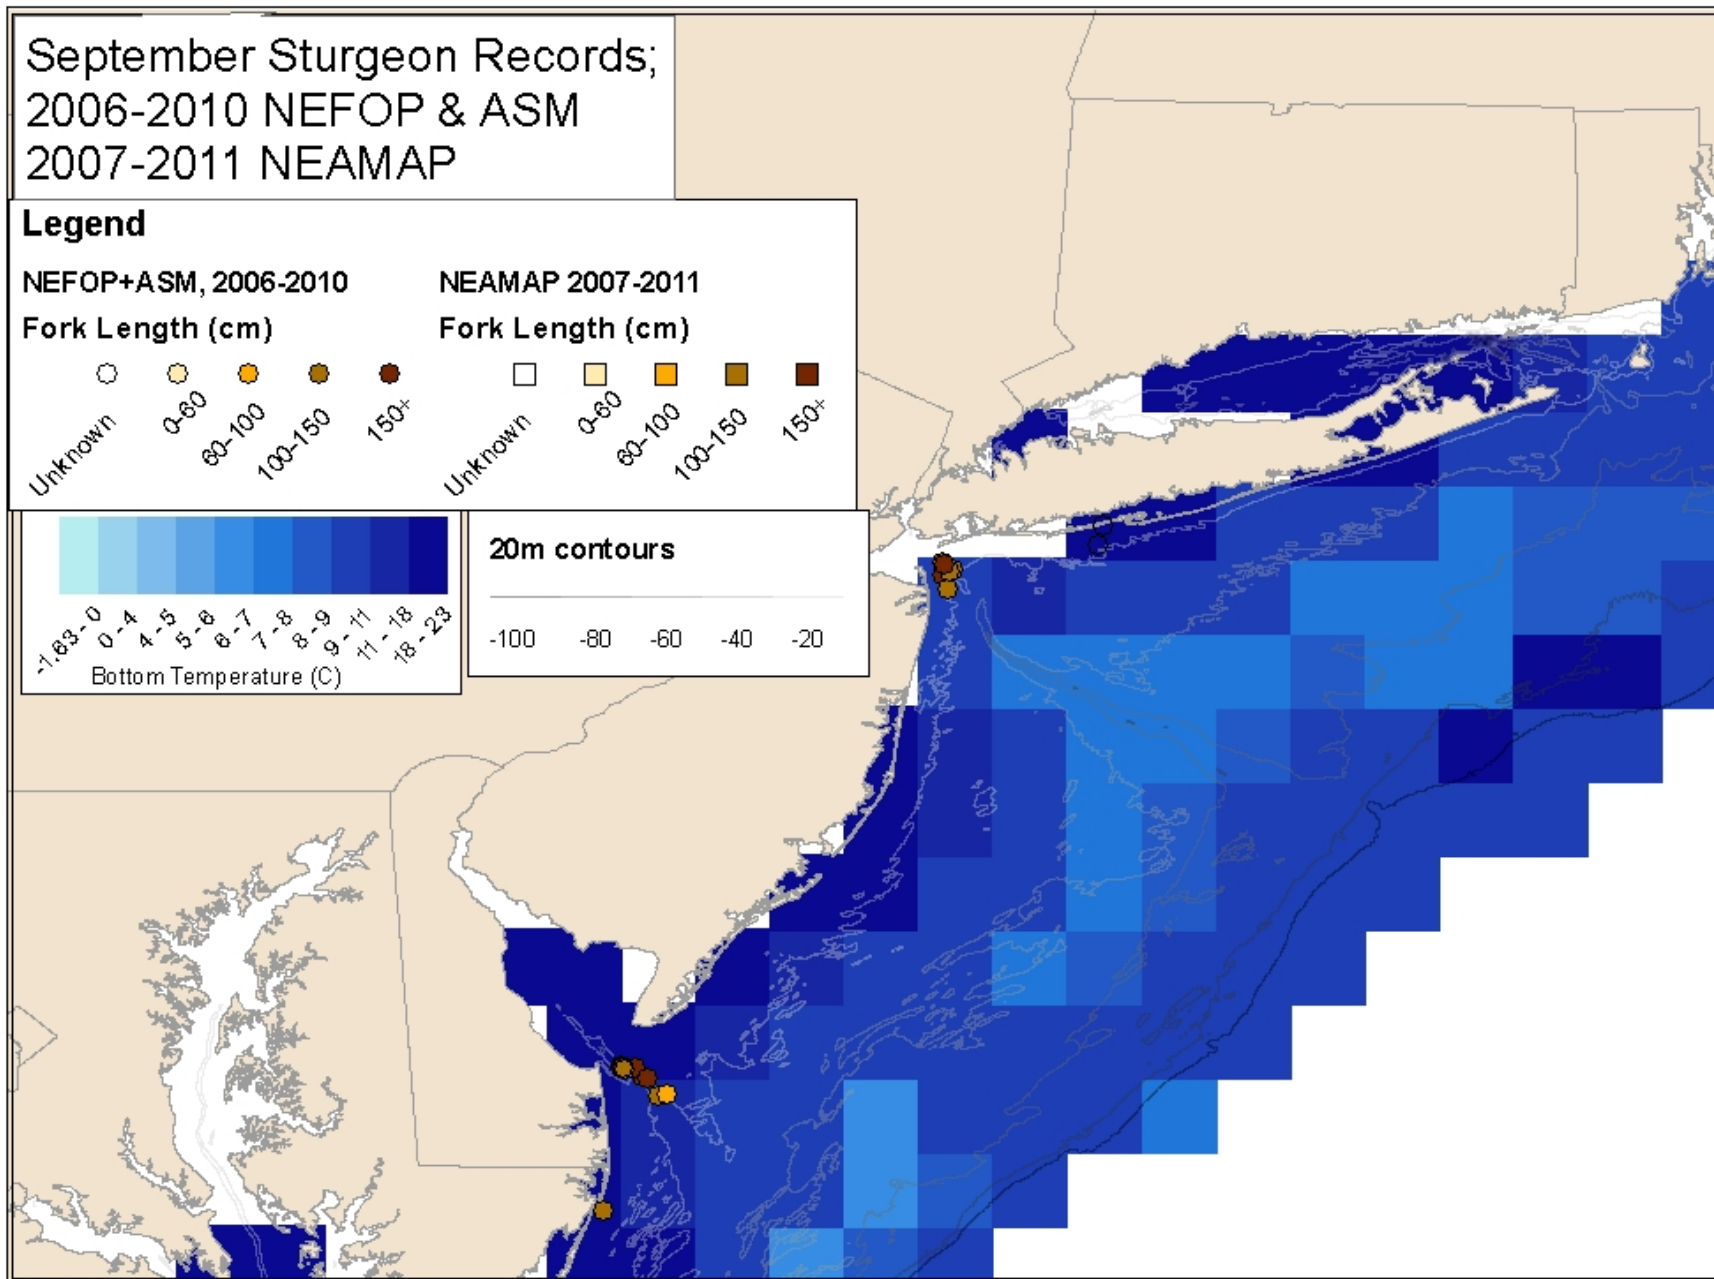 September Sturgeon Records;
2006-2010 NEFOP & ASM
2007-2011 NEAMAP
Legend
NEFOP+ASM, 2006-2010
Fork Length (cm)
Unknown
0-60
60-100
100-150
150+
NEAMAP 2007-2011
Fork Length (cm)
Unknown
0-60
60-100
100-150
150+
-1.63 - 0
0 - 4
4 - 5
5 - 6
6 - 7
7 - 8
8 - 9
9 - 11
11 - 18
18 - 23
Bottom Temperature (C)
20m contours
-100 -80 -60 -40 -20